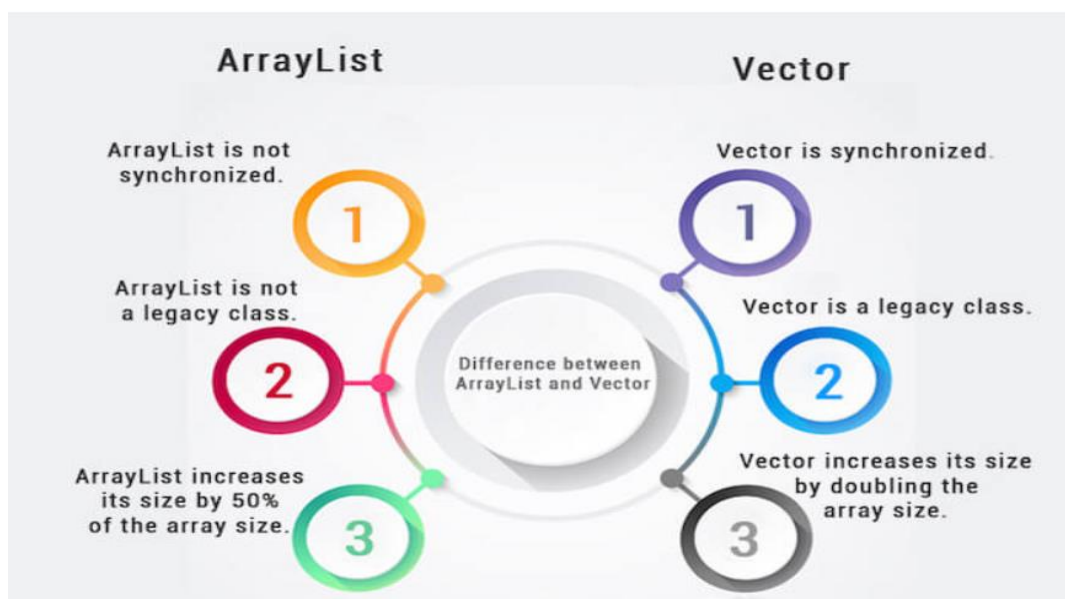 ArrayList
ArrayList is not
synchronized.
1
ArrayList is not
a legacy class.
2
ArrayList increases
its size by 50%
of the array size.
3
Difference between
ArrayList and Vector
Vector
Vector is synchronized.
1
Vector is a legacy class.
2
Vector increases its size
by doubling the
array size.
3